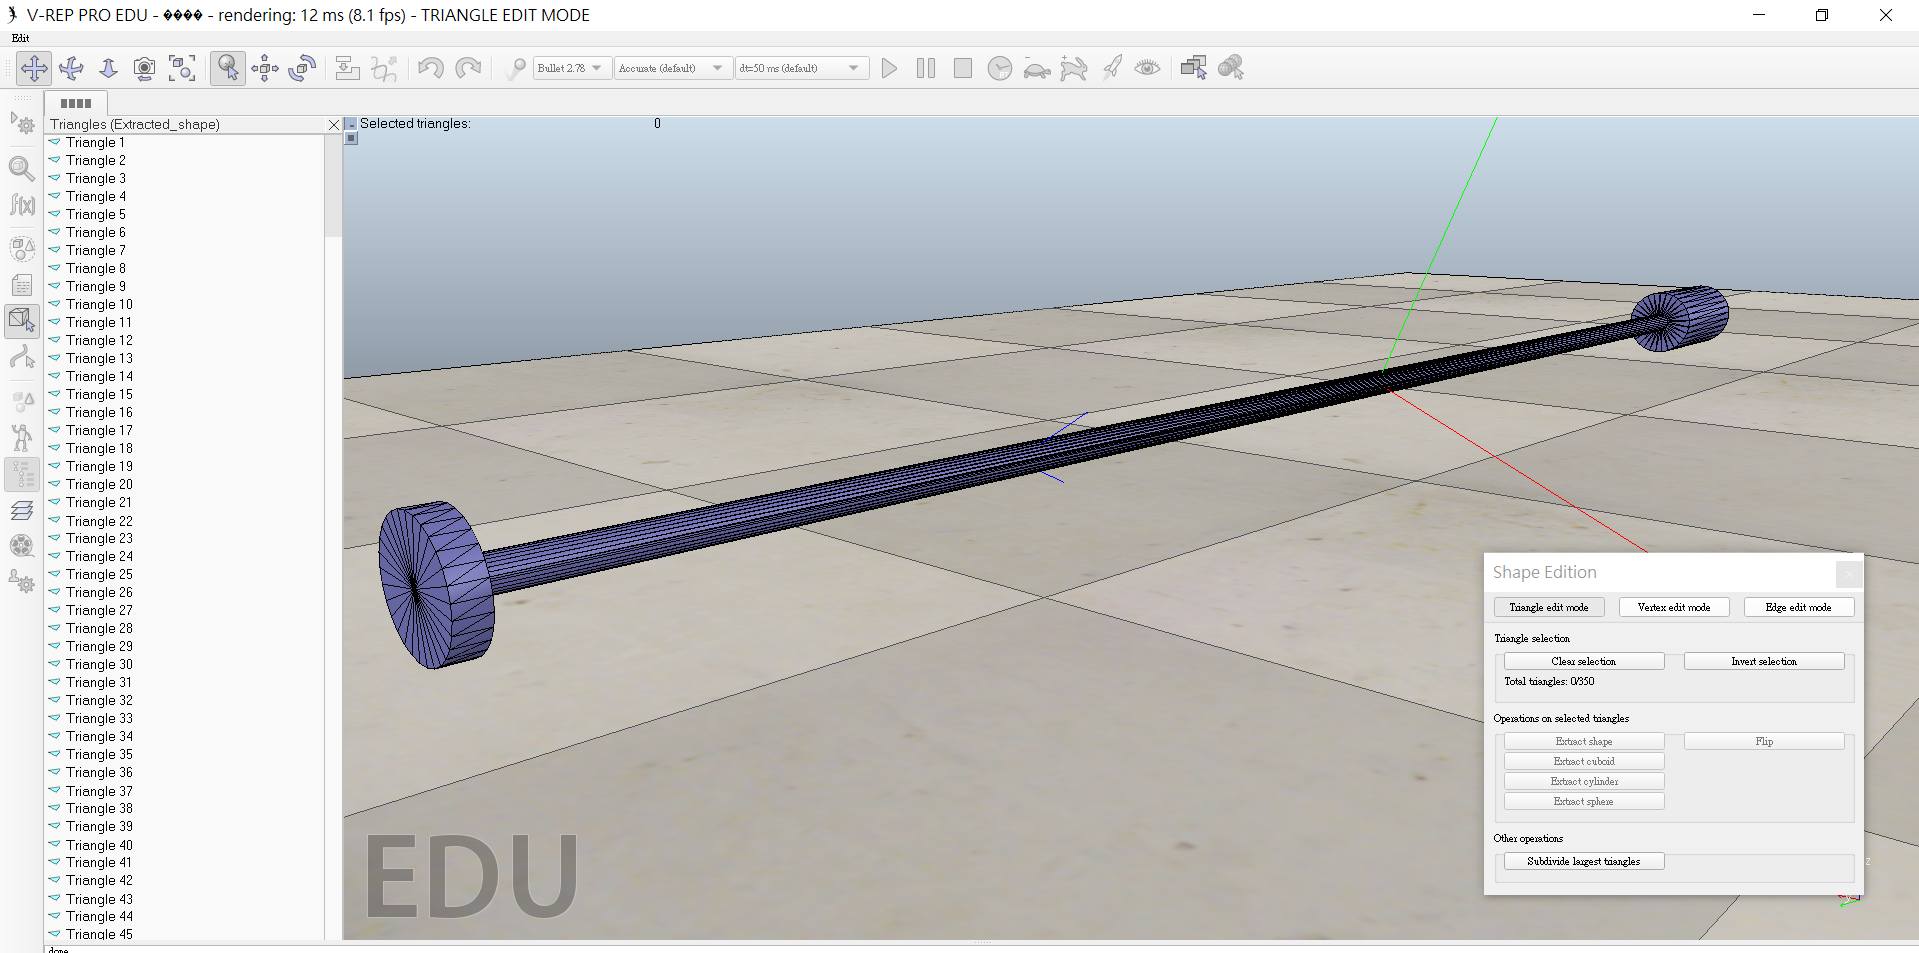 V-REP PRO EDU - ���� - rendering: 12 ms (8.1 fps) - TRIANGLE EDIT MODE
Edit
Bullet 2.78
Accurate (default)
dt=50 ms (default)
Triangles (Extracted_shape)
Selected triangles: 0
Triangle 1
Triangle 2
Triangle 3
Triangle 4
Triangle 5
Triangle 6
Triangle 7
Triangle 8
Triangle 9
Triangle 10
Triangle 11
Triangle 12
Triangle 13
Triangle 14
Triangle 15
Triangle 16
Triangle 17
Triangle 18
Triangle 19
Triangle 20
Triangle 21
Triangle 22
Triangle 23
Triangle 24
Triangle 25
Triangle 26
Triangle 27
Triangle 28
Triangle 29
Triangle 30
Triangle 31
Triangle 32
Triangle 33
Triangle 34
Triangle 35
Triangle 36
Triangle 37
Triangle 38
Triangle 39
Triangle 40
Triangle 41
Triangle 42
Triangle 43
Triangle 44
Triangle 45
done
EDU
Shape Edition
Triangle edit mode
Vertex edit mode
Edge edit mode
Triangle selection
Clear selection
Invert selection
Total triangles: 0/350
Operations on selected triangles
Extract shape
Flip
Extract cuboid
Extract cylinder
Extract sphere
Other operations
Subdivide largest triangles
z